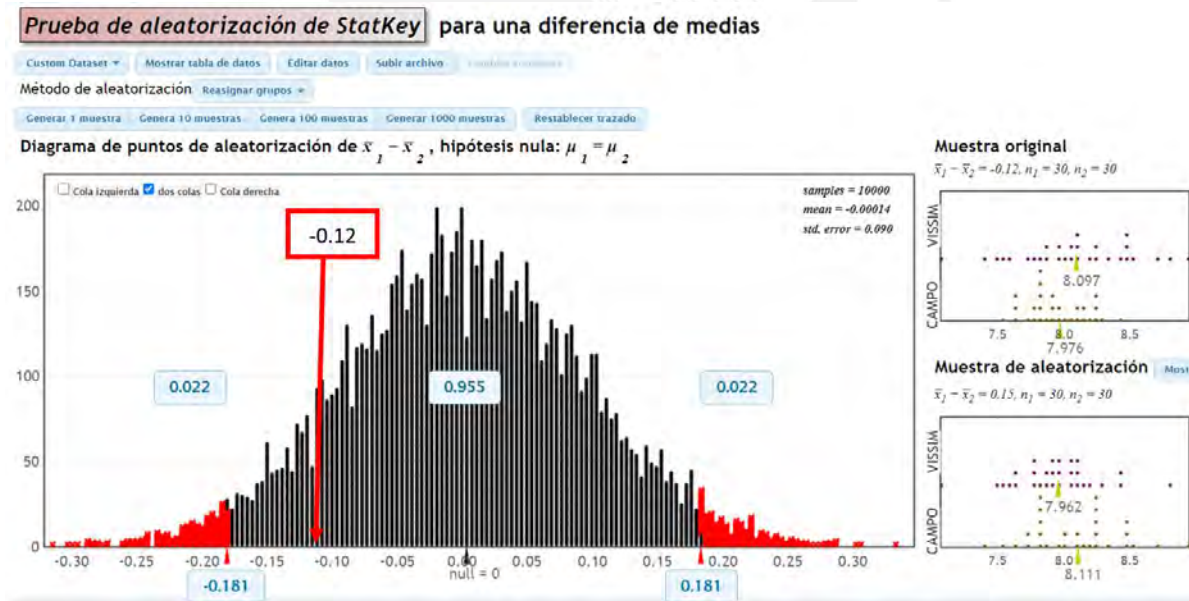 Prueba de aleatorización de StatKey para una diferencia de medias
Custom Dataset Mostrar tabla de datos Editar datos Subir archivo
Método de aleatorización Reasignar grupos
Generar 1 muestra Genera 10 muestras Genera 100 muestras Generar 1000 muestras Restablecer trazado
Diagrama de puntos de aleatorización de x̄1 − x̄2 , hipótesis nula: μ1 = μ2
Cola izquierda dos colas Cola derecha
samples = 10000
mean = -0.00014
std. error = 0.090
200
150
100
50
0
-0.12
0.022
0.955
0.022
-0.30 -0.25 -0.20 -0.15 -0.10 -0.05 0.00 0.05 0.10 0.15 0.20 0.25 0.30
null = 0
-0.181
0.181
Muestra original
x̄1 − x̄2 = -0.12, n1 = 30, n2 = 30
VISSIM
8.097
CAMPO
7.5 8.0 8.5
7.976
Muestra de aleatorización Most
x̄1 − x̄2 = 0.15, n1 = 30, n2 = 30
VISSIM
7.962
CAMPO
7.5 8.0 8.5
8.111